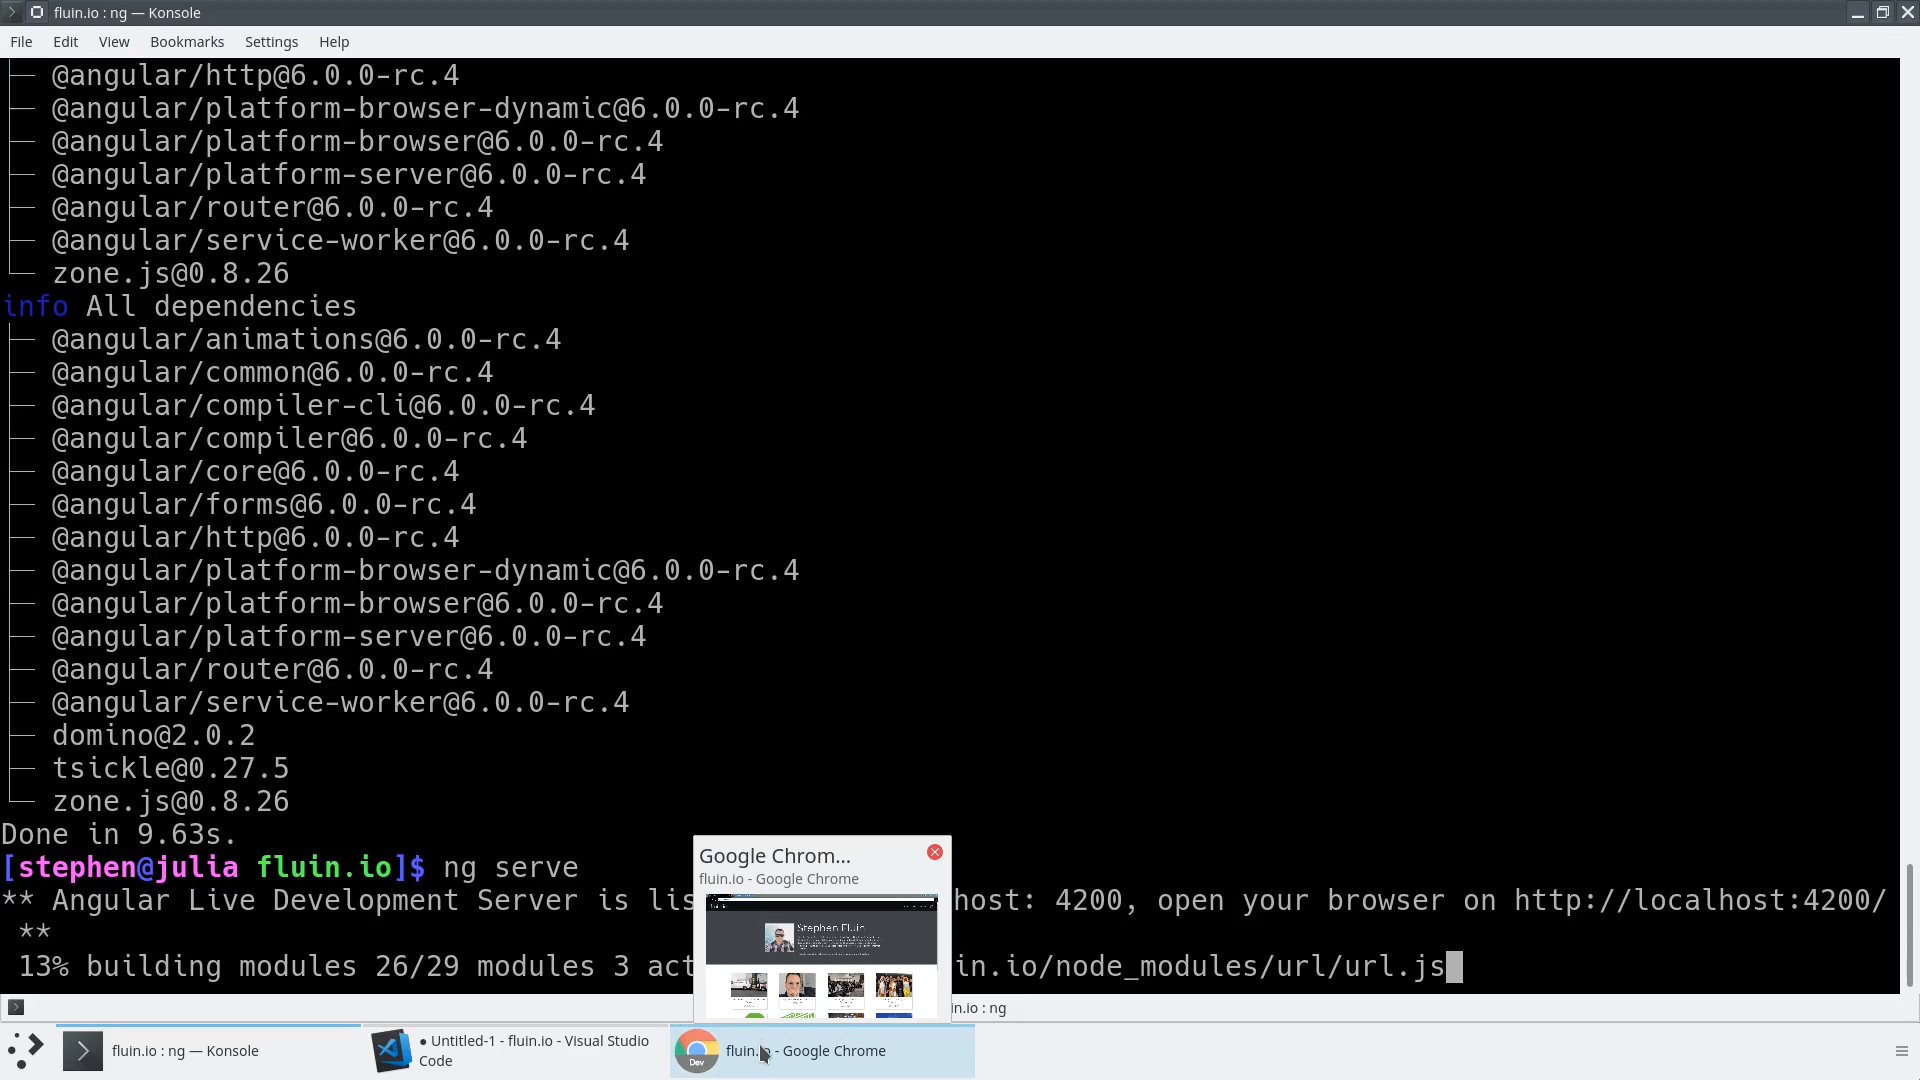 fluin.io : ng — Konsole
File Edit View Bookmarks Settings Help
@angular/http@6.0.0-rc.4
@angular/platform-browser-dynamic@6.0.0-rc.4
@angular/platform-browser@6.0.0-rc.4
@angular/platform-server@6.0.0-rc.4
@angular/router@6.0.0-rc.4
@angular/service-worker@6.0.0-rc.4
zone.js@0.8.26
info All dependencies
@angular/animations@6.0.0-rc.4
@angular/common@6.0.0-rc.4
@angular/compiler-cli@6.0.0-rc.4
@angular/compiler@6.0.0-rc.4
@angular/core@6.0.0-rc.4
@angular/forms@6.0.0-rc.4
@angular/http@6.0.0-rc.4
@angular/platform-browser-dynamic@6.0.0-rc.4
@angular/platform-browser@6.0.0-rc.4
@angular/platform-server@6.0.0-rc.4
@angular/router@6.0.0-rc.4
@angular/service-worker@6.0.0-rc.4
domino@2.0.2
tsickle@0.27.5
zone.js@0.8.26
Done in 9.63s.
[stephen@julia fluin.io]$ ng serve
** Angular Live Development Server is lis host: 4200, open your browser on http://localhost:4200/
**
13% building modules 26/29 modules 3 act in.io/node_modules/url/url.js
Google Chrom...
fluin.io - Google Chrome
Stephen Fluin
in.io : ng
fluin.io : ng — Konsole
● Untitled-1 - fluin.io - Visual Studio
Code
Dev
- Google Chrome